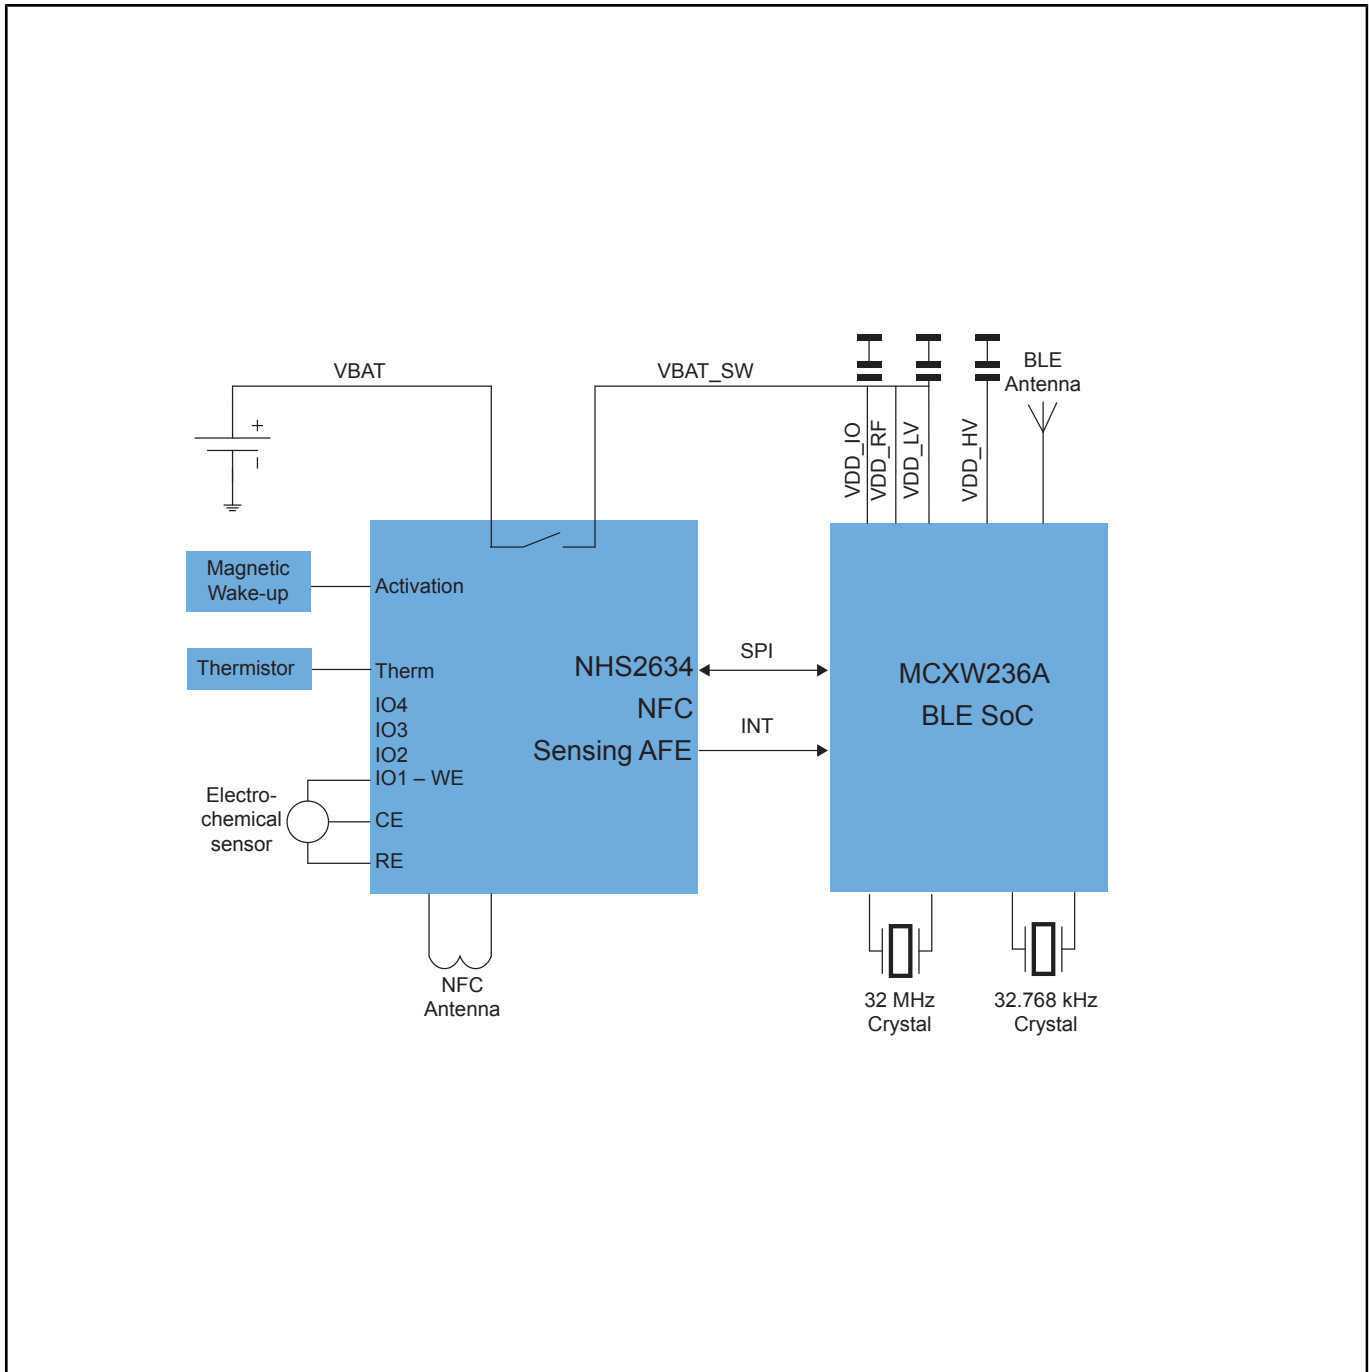 VBAT
VBAT_SW
BLE
Antenna
+
–
VDD_IO
VDD_RF
VDD_LV
VDD_HV
Magnetic
Wake-up
Activation
Thermistor
Therm
IO4
IO3
IO2
IO1 – WE
CE
RE
Electro-
chemical
sensor
NHS2634
NFC
Sensing AFE
SPI
INT
MCXW236A
BLE SoC
NFC
Antenna
32 MHz
Crystal
32.768 kHz
Crystal